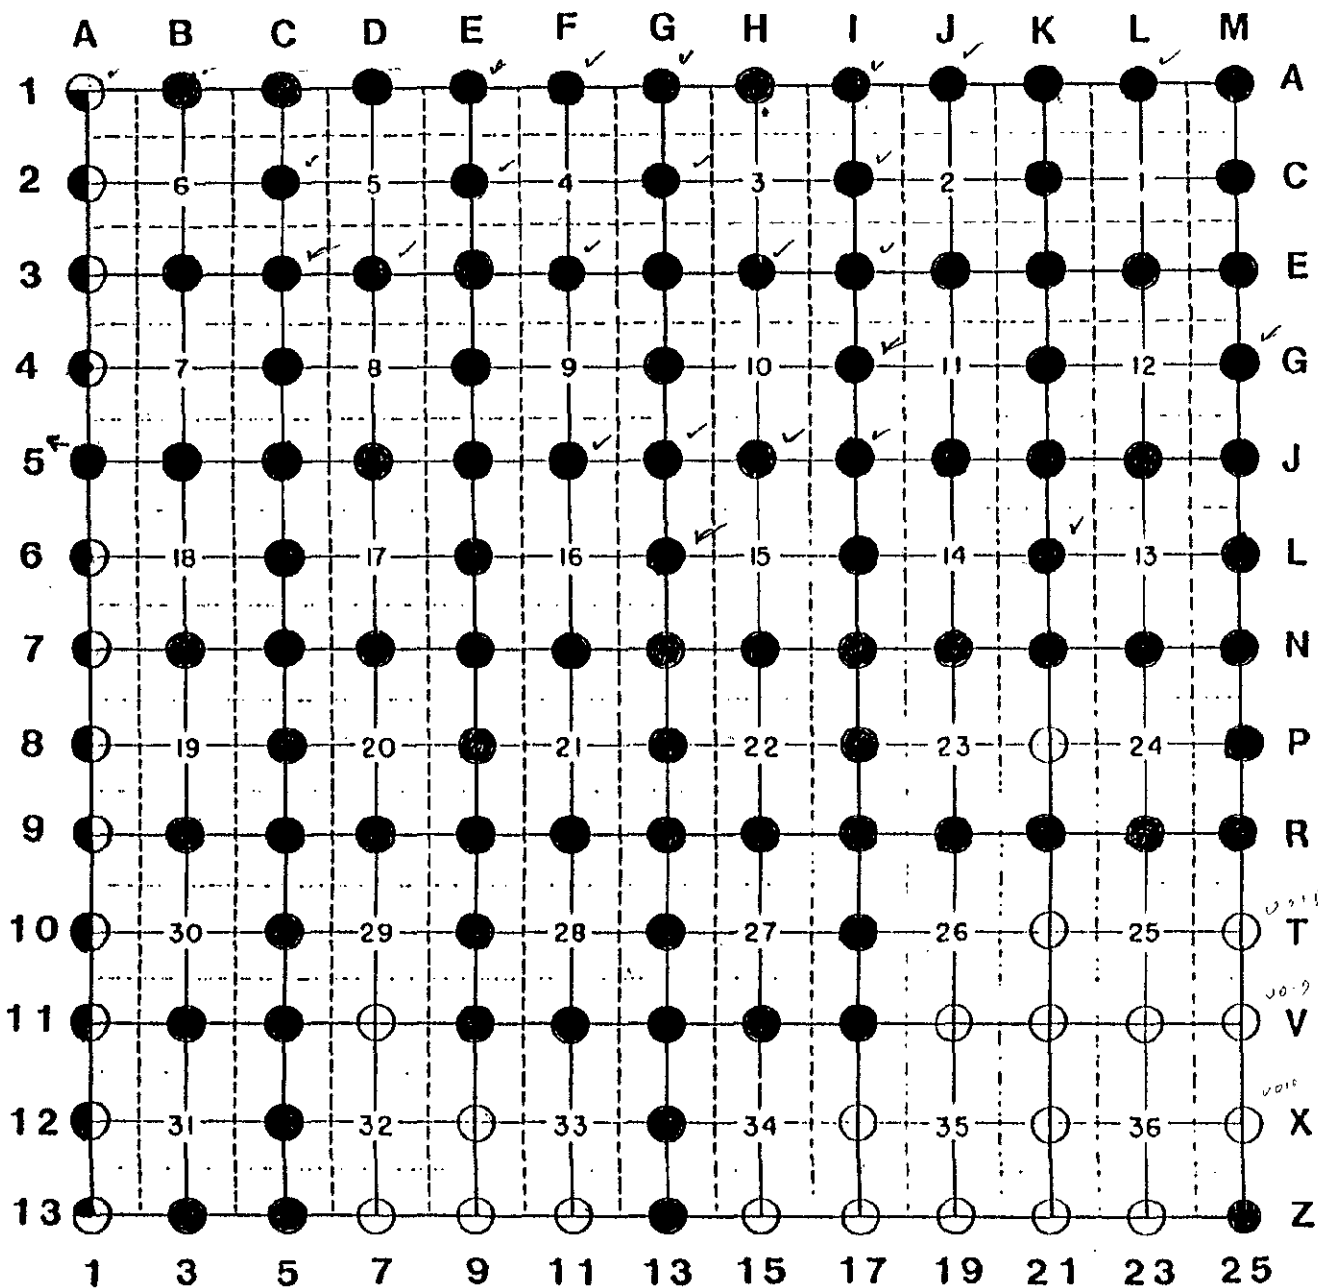 A B C D E F G H I J K L M
1 A
2 6 5 4 3 2 1 C
3 E
4 7 8 9 10 11 12 G
5 J
6 18 17 16 15 14 13 L
7 N
8 19 20 21 22 23 24 P
9 R
10 30 29 28 27 26 25 T
11 V
12 31 32 33 34 35 36 X
13 Z
1 3 5 7 9 11 13 15 17 19 21 23 25